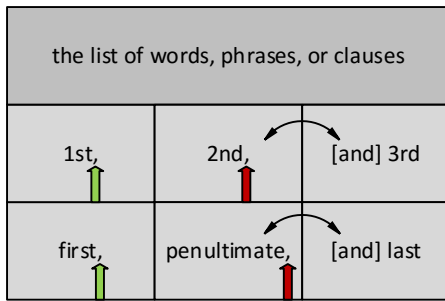 the list of words, phrases, or clauses
1st, 2nd, [and] 3rd
first, penultimate, [and] last